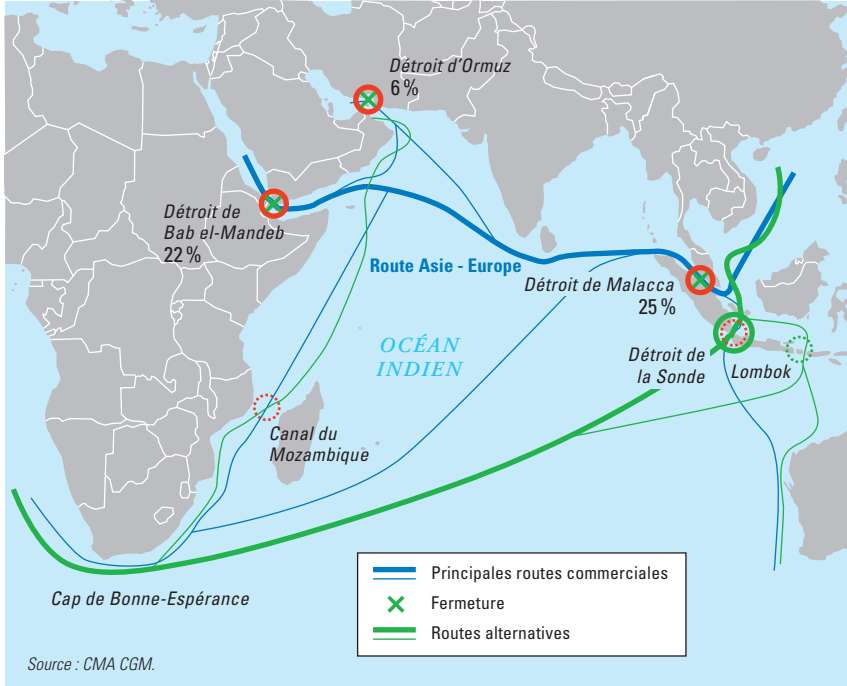 Détroit d'Ormuz
6 %
Détroit de
Bab el-Mandeb
22 %
Route Asie - Europe
Détroit de Malacca
25 %
OCÉAN
INDIEN
Détroit de
la Sonde
Lombok
Canal du
Mozambique
Cap de Bonne-Espérance
Principales routes commerciales
Fermeture
Routes alternatives
Source : CMA CGM.